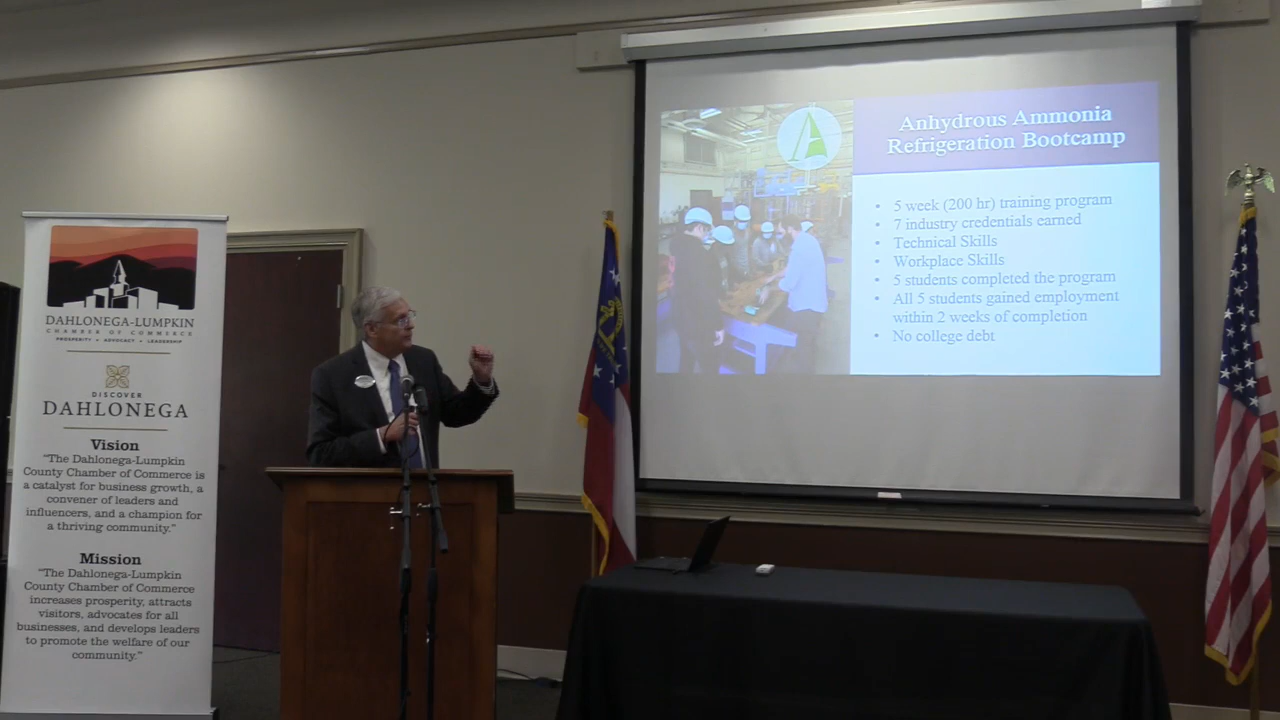 DAHLONEGA-LUMPKIN
CHAMBER OF COMMERCE
PROSPERITY • ADVOCACY • LEADERSHIP
DISCOVER
DAHLONEGA
Vision
"The Dahlonega-Lumpkin
County Chamber of Commerce is
a catalyst for business growth, a
convener of leaders and
influencers, and a champion for
a thriving community."
Mission
"The Dahlonega-Lumpkin
County Chamber of Commerce
increases prosperity, attracts
visitors, advocates for all
businesses, and develops leaders
to promote the welfare of our
community."
A
Anhydrous Ammonia
Refrigeration Bootcamp
• 5 week (200 hr) training program
• 7 industry credentials earned
• Technical Skills
• Workplace Skills
• 5 students completed the program
• All 5 students gained employment
within 2 weeks of completion
• No college debt